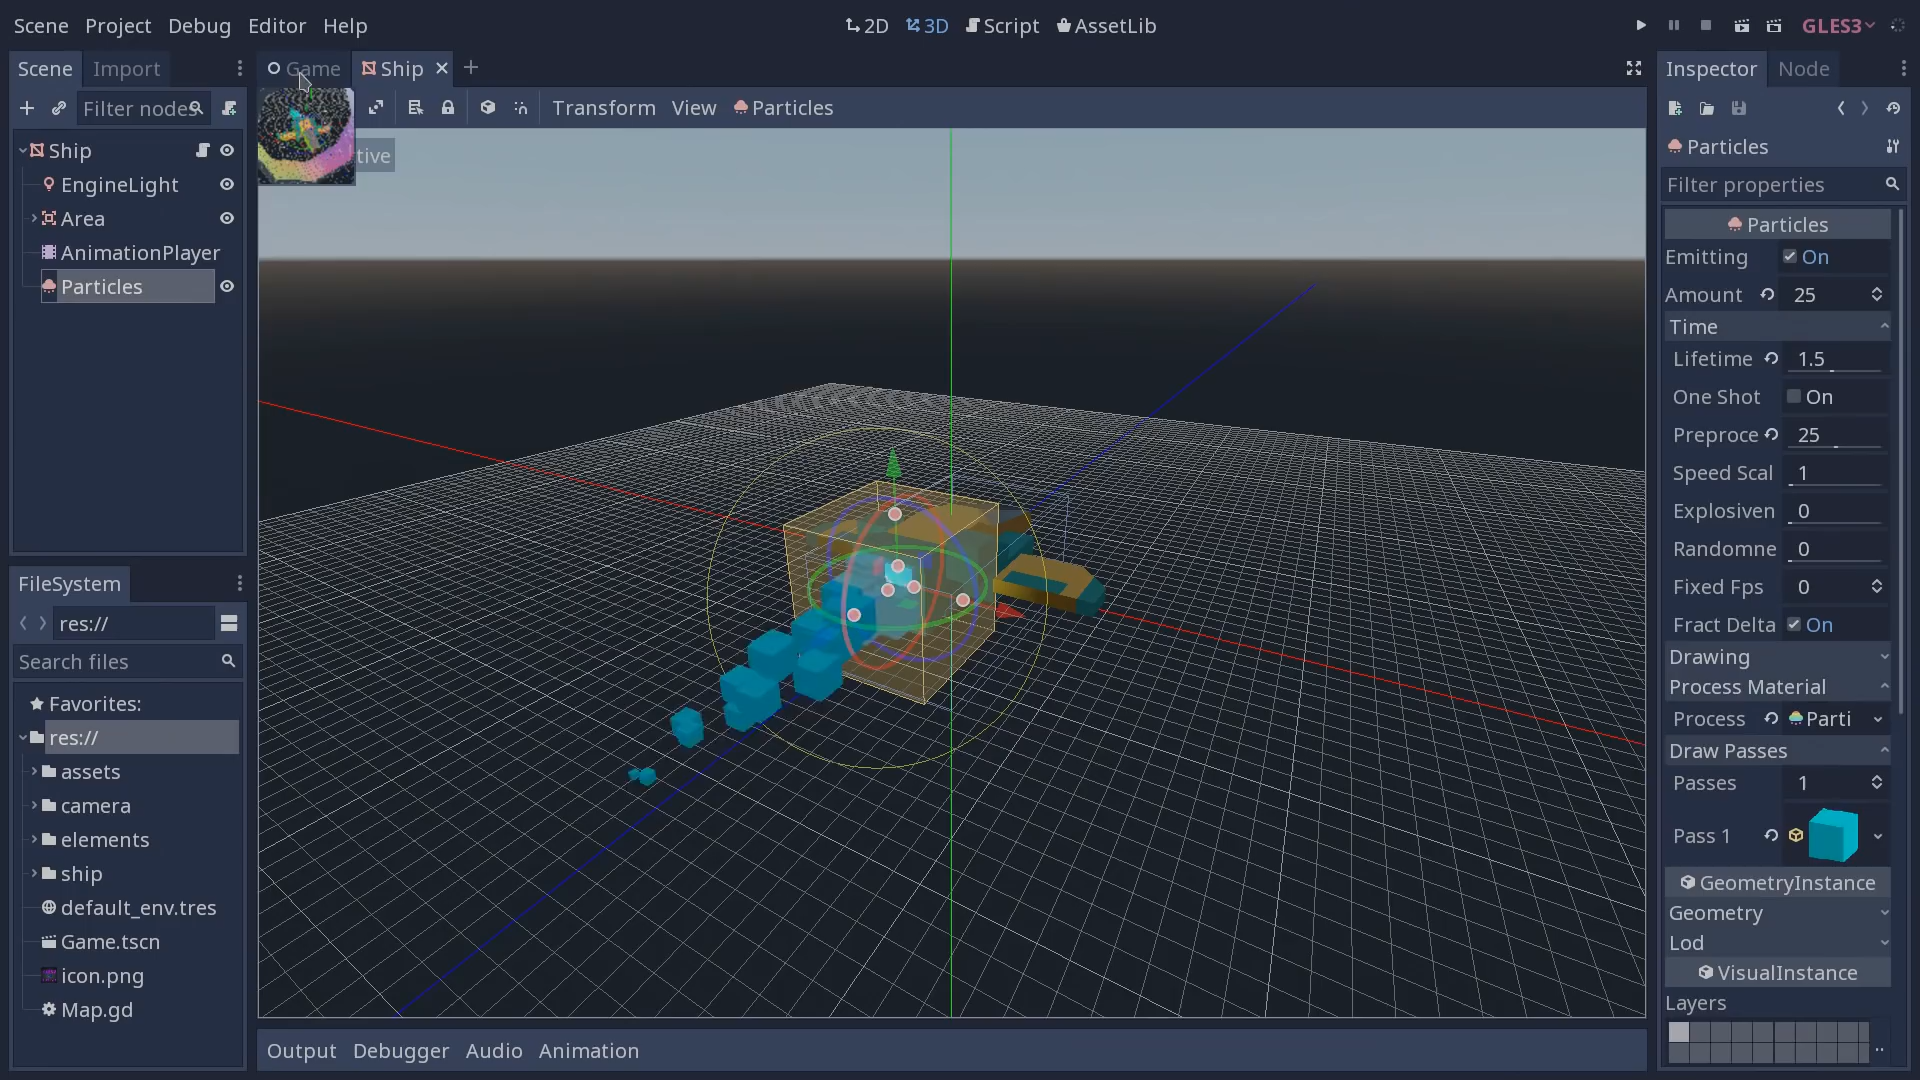 Scene Project Debug Editor Help
2D 3D Script AssetLib
GLES3
Scene Import
Filter nodes
Ship
EngineLight
Area
AnimationPlayer
Particles
FileSystem
res://
Search files
Favorites:
res://
assets
camera
elements
ship
default_env.tres
Game.tscn
icon.png
Map.gd
Game Ship
Transform View Particles
tive
Output Debugger Audio Animation
Inspector Node
Particles
Filter properties
Particles
Emitting On
Amount 25
Time
Lifetime 1.5
One Shot On
Preproce 25
Speed Scal 1
Explosiven 0
Randomne 0
Fixed Fps 0
Fract Delta On
Drawing
Process Material
Process Parti
Draw Passes
Passes 1
Pass 1
GeometryInstance
Geometry
Lod
VisualInstance
Layers